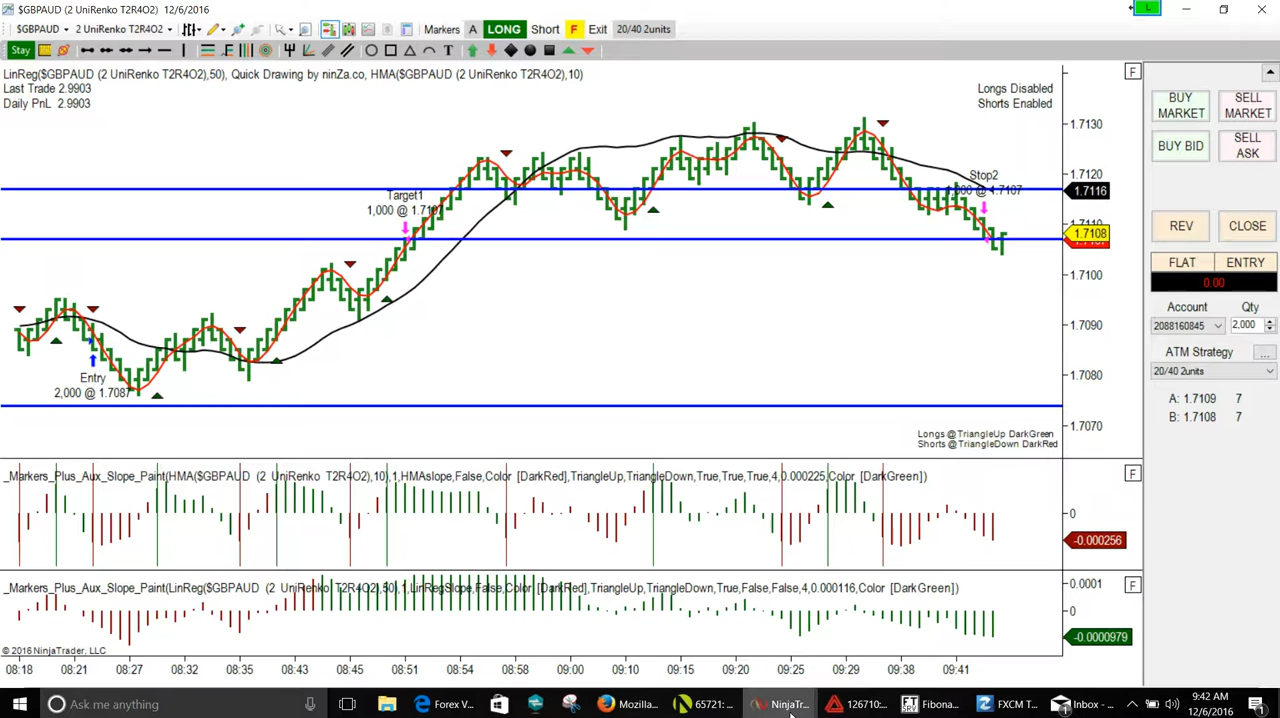 $GBPAUD  2 UniRenko T2R4O2)  12/6/2016
$GBPAUD 2 UniRenko T2R4O2 Markers A LONG Short F Exit 20/40 2units
L
Stay
T
LinReg($GBPAUD (2 UniRenko T2R4O2),50), Quick Drawing by ninZa.co, HMA($GBPAUD (2 UniRenko T2R4O2),10)
Last Trade 2.9903
Daily PnL 2.9903
Longs Disabled
Shorts Enabled
F
Target1
1,000 @ 1.7107
Stop2
1,000 @ 1.7107
Entry
2,000 @ 1.7087
1.7130
1.7120
1.7116
1.7110
1.7108
1.7100
1.7090
1.7080
1.7070
Longs @TriangleUp DarkGreen
Shorts @TriangleDown DarkRed
_Markers_Plus_Aux_Slope_Paint(HMA($GBPAUD (2 UniRenko T2R4O2),10),1,HMAslope,False,Color [DarkRed],TriangleUp,TriangleDown,True,True,True,4,0.000225,Color [DarkGreen])
F
0
-0.000256
_Markers_Plus_Aux_Slope_Paint(LinReg($GBPAUD (2 UniRenko T2R4O2),50),1,LinRegSlope,False,Color [DarkRed],TriangleUp,TriangleDown,True,False,False,4,0.000116,Color [DarkGreen])
F
0.0001
0
-0.0000979
© 2016 NinjaTrader, LLC
08:18 08:21 08:27 08:32 08:35 08:43 08:45 08:51 08:54 08:56 09:00 09:10 09:15 09:20 09:25 09:29 09:38 09:41
BUY MARKET
SELL MARKET
BUY BID
SELL ASK
REV
CLOSE
FLAT
ENTRY
0.00
Account
Qty
2088160845
2,000
ATM Strategy
...
20/40 2units
A: 1.7109 7
B: 1.7108 7
Ask me anything
Forex V...
Mozilla...
65721: ...
NinjaTr...
126710: ...
FT
SRV
Fibona...
FXCM T...
Inbox - ...
1
9:42 AM
12/6/2016
1